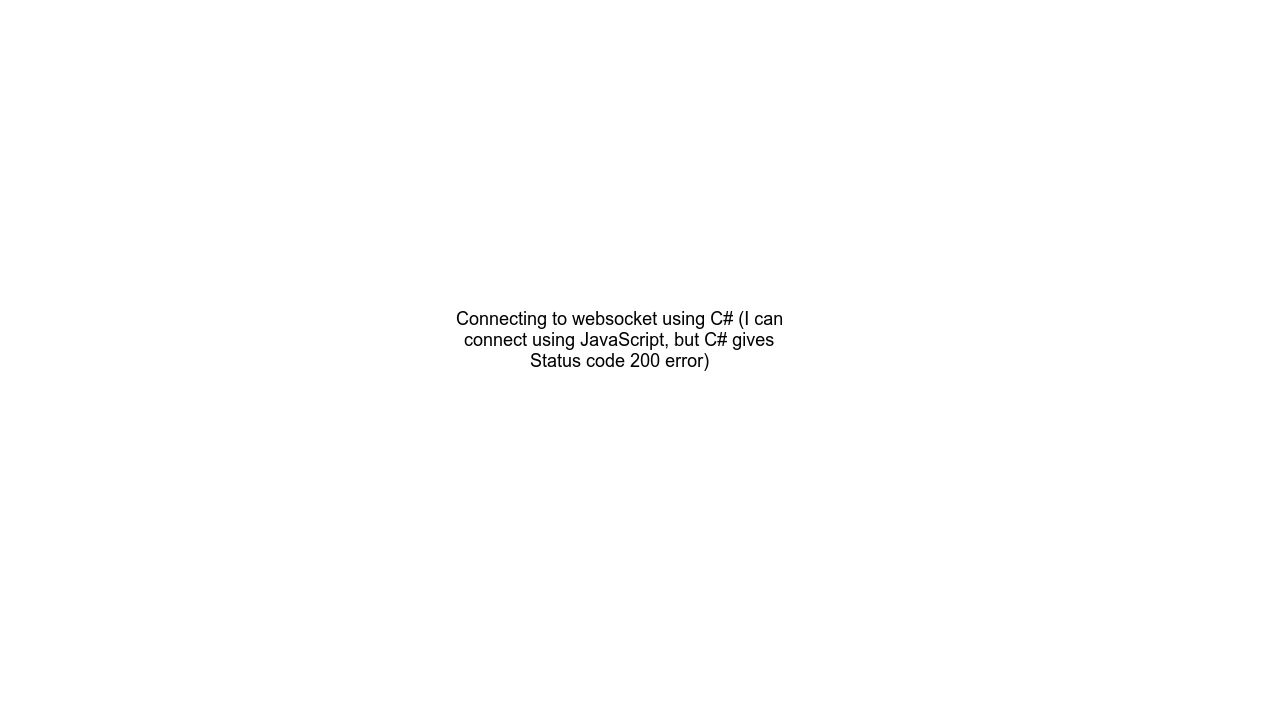 Connecting to websocket using C# (I can
connect using JavaScript, but C# gives
Status code 200 error)